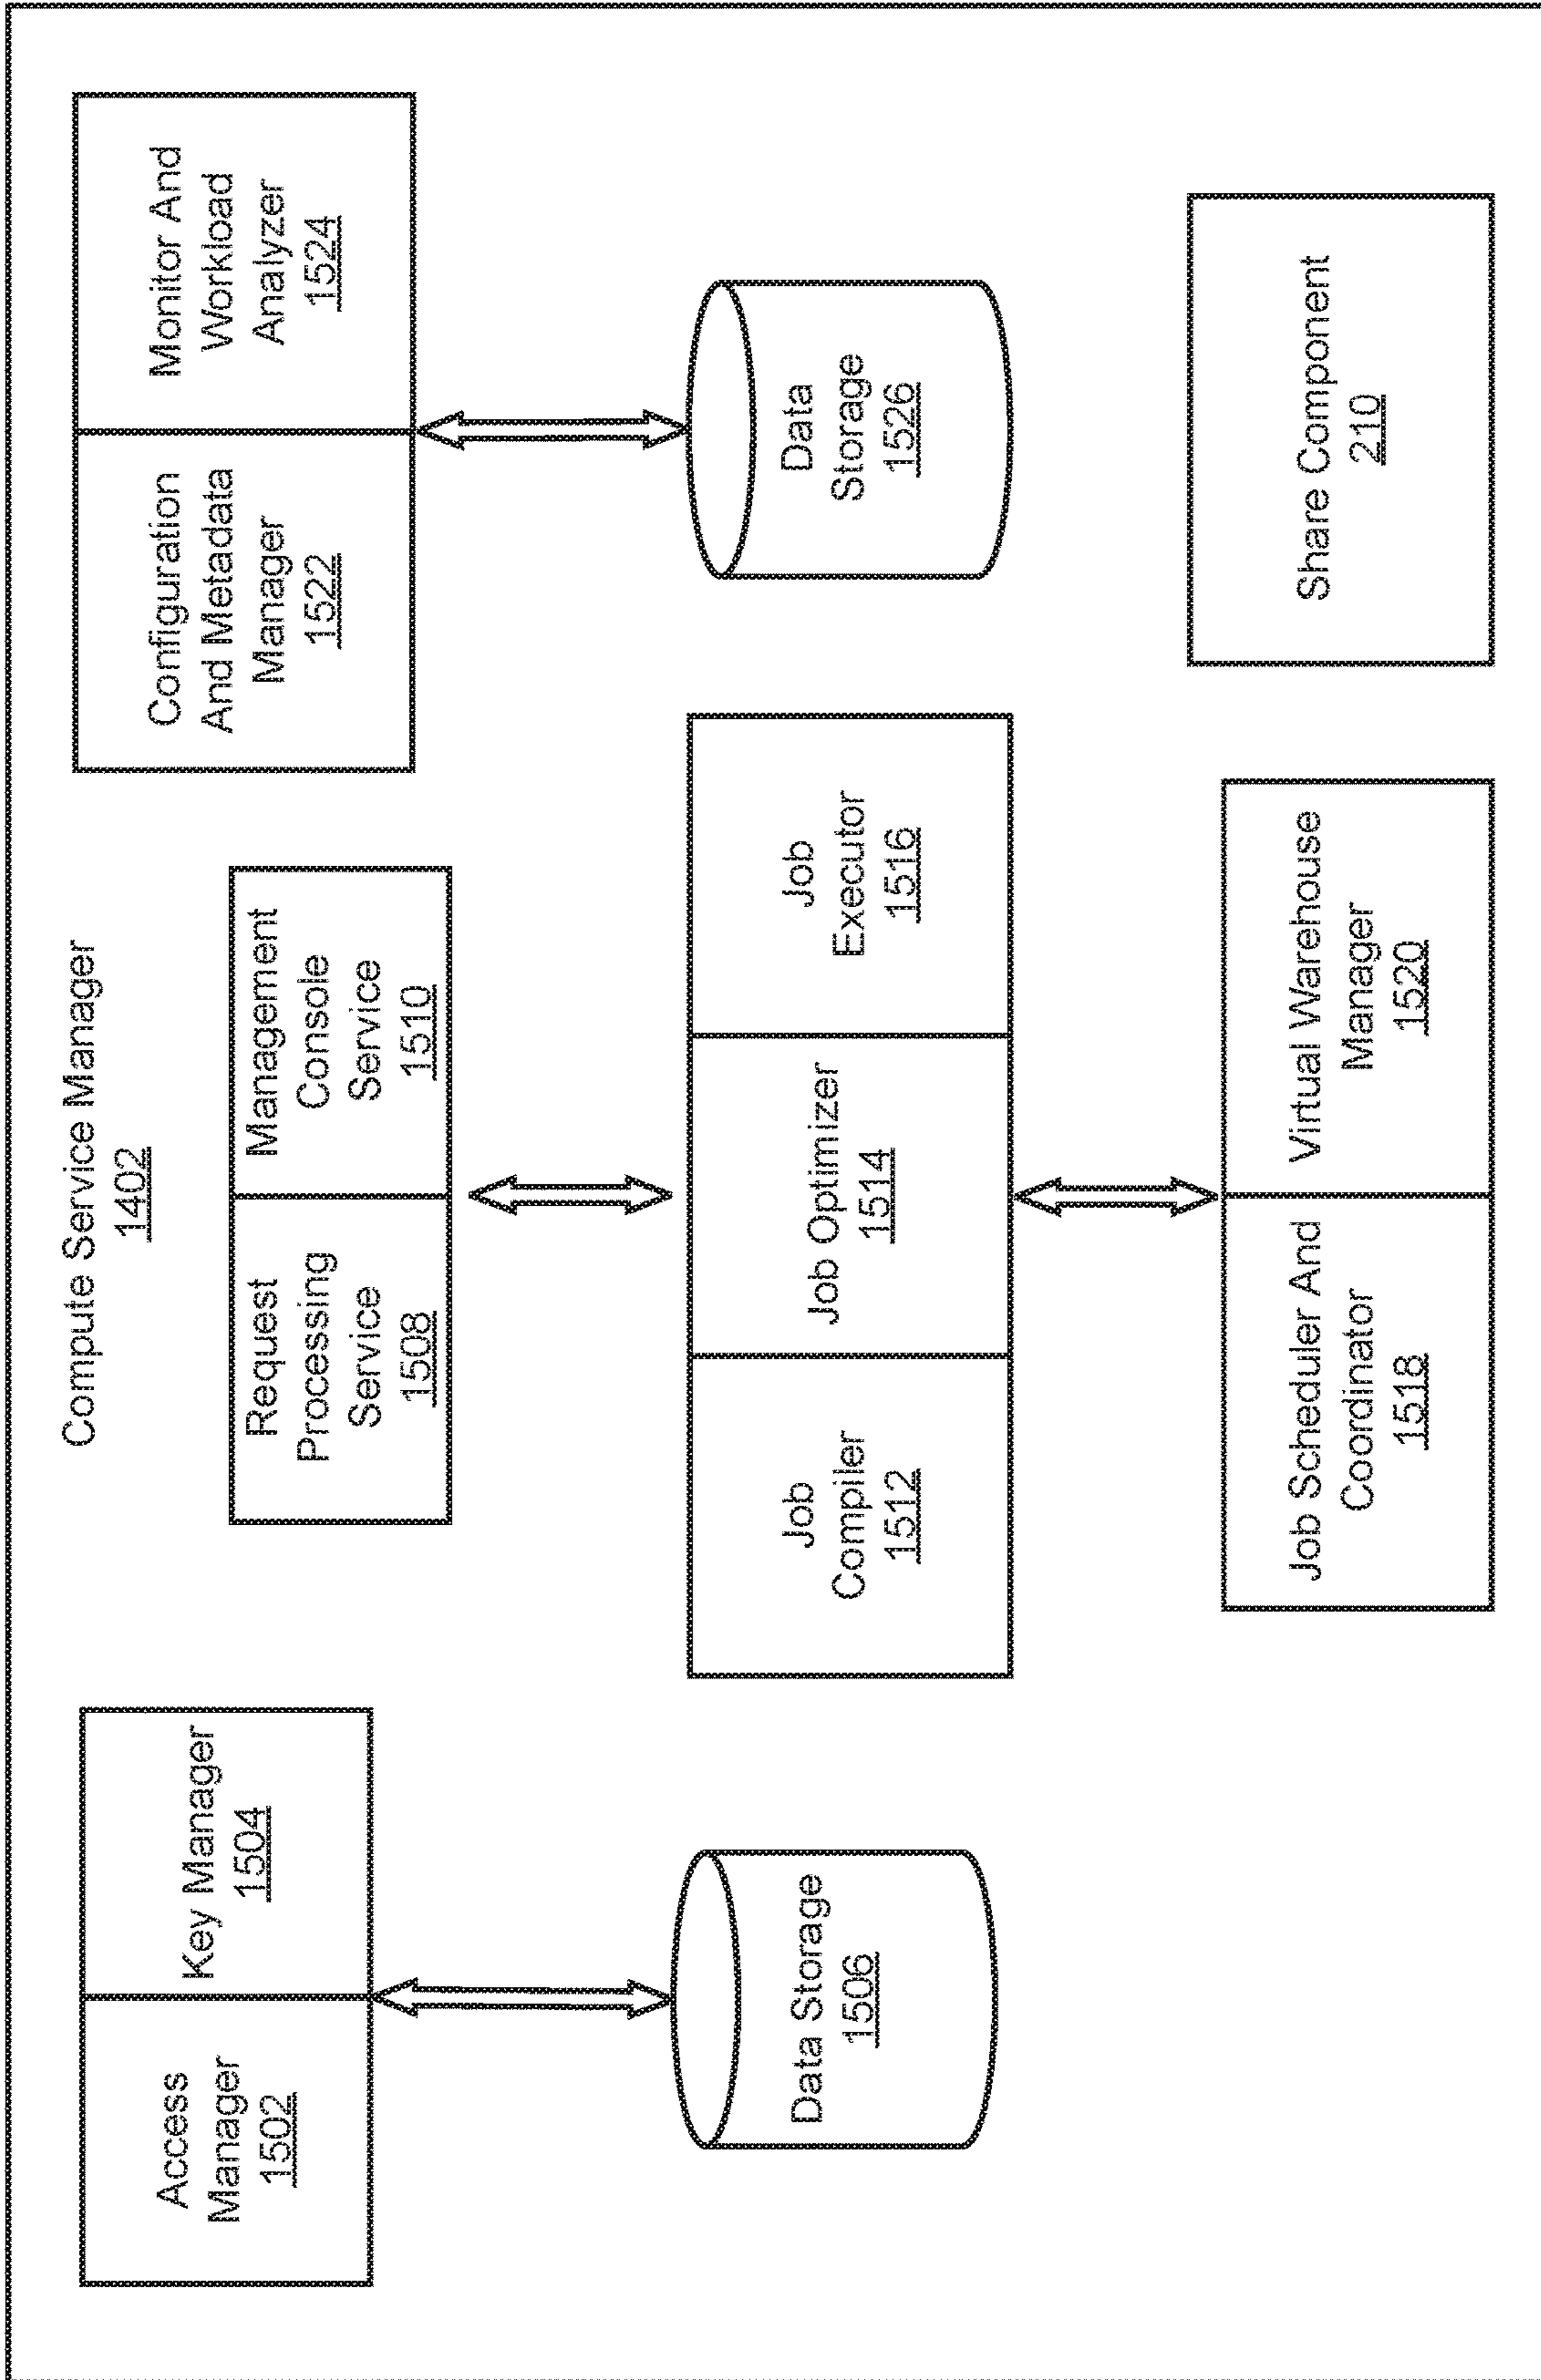 Compute Service Manager
1402
Access
Manager
1502
Key Manager
1504
Request
Processing
Service
1508
Management
Console
Service
1510
Configuration
And Metadata
Manager
1522
Monitor And
Workload
Analyzer
1524
Data Storage
1506
Job
Compiler
1512
Job Optimizer
1514
Job
Executor
1516
Data
Storage
1526
Job Scheduler And
Coordinator
1518
Virtual Warehouse
Manager
1520
Share Component
210